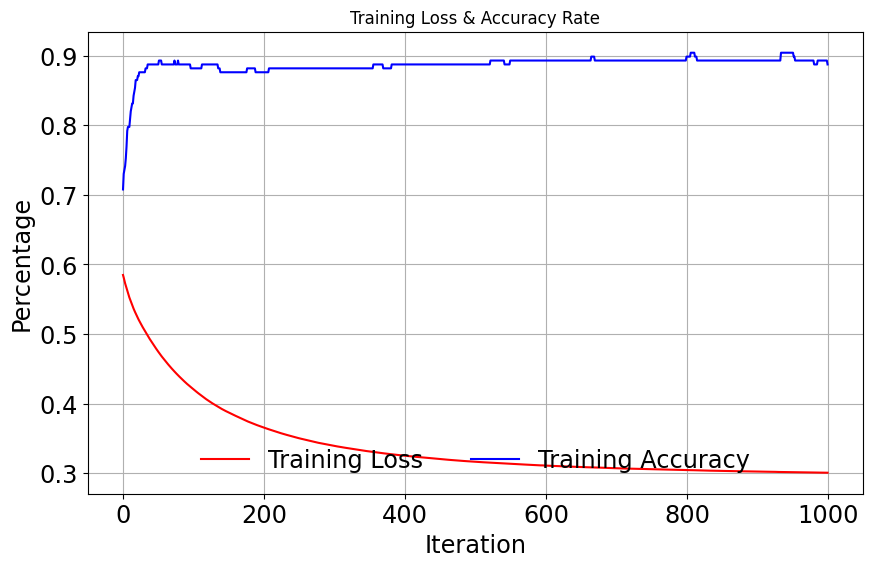 Training Loss & Accuracy Rate
0.9
0.8
0.7
0.6
0.5
0.4
0.3
Percentage
Training Loss
Training Accuracy
0 200 400 600 800 1000
Iteration